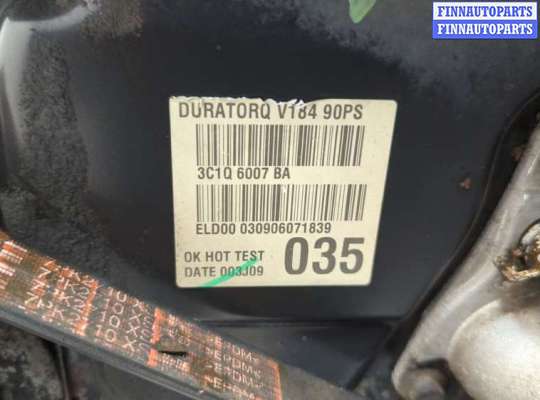 FINNAUTOPARTS
FINNAUTOPARTS
DURATORQ V184 90PS
3C1Q 6007 BA
ELD00 030906071839
OK HOT TEST
035
DATE 003J09